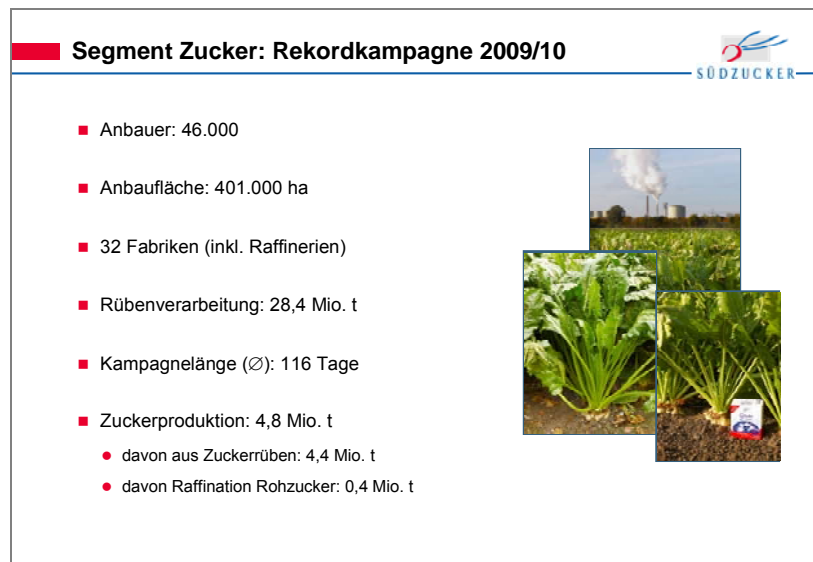 Segment Zucker: Rekordkampagne 2009/10
SÜDZUCKER
Anbauer: 46.000
Anbaufläche: 401.000 ha
32 Fabriken (inkl. Raffinerien)
Rübenverarbeitung: 28,4 Mio. t
Kampagnelänge (∅): 116 Tage
Zuckerproduktion: 4,8 Mio. t
davon aus Zuckerrüben: 4,4 Mio. t
davon Raffination Rohzucker: 0,4 Mio. t